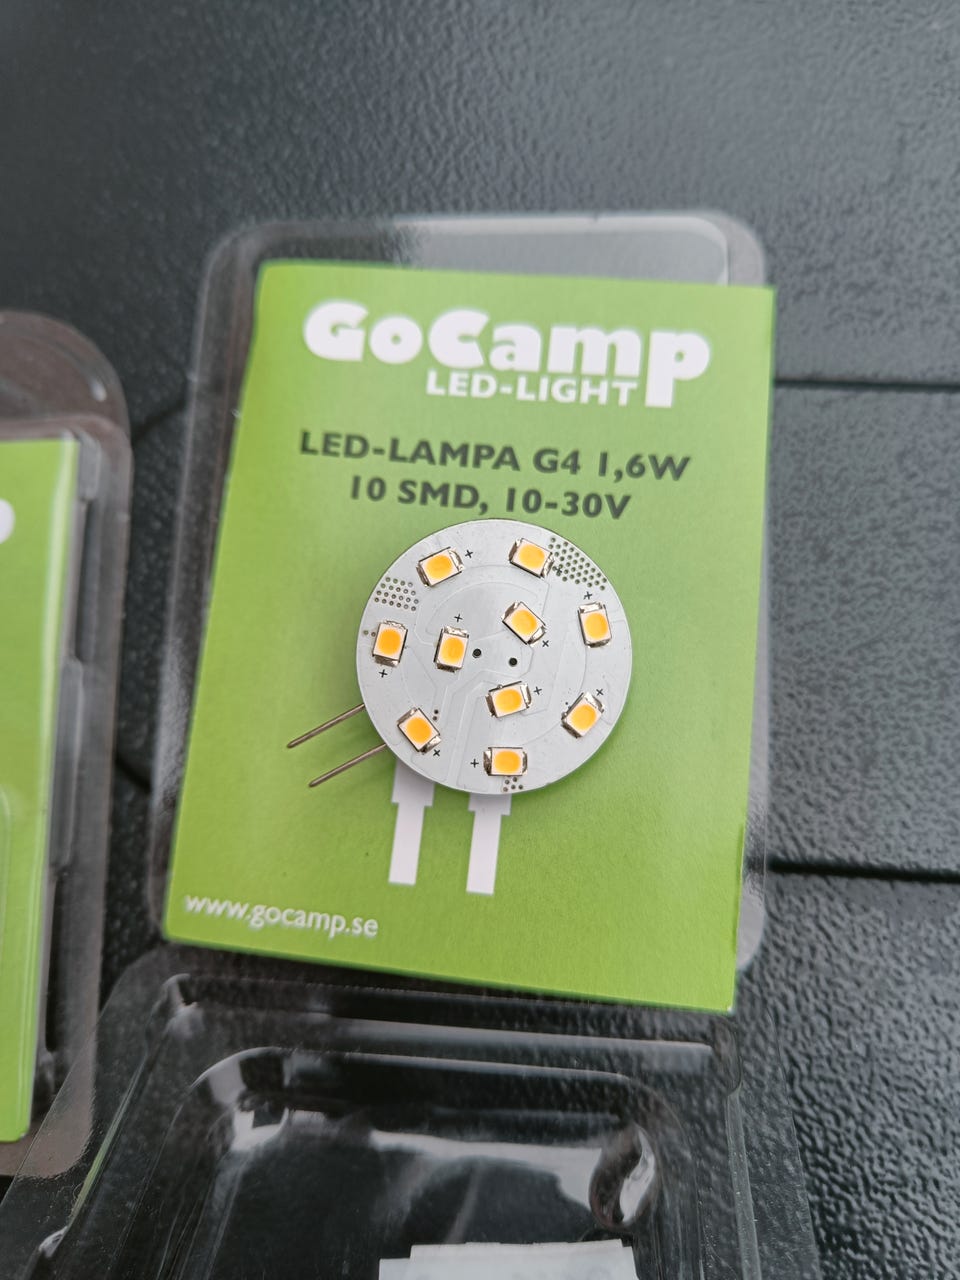 GoCamp
LED-LIGHT
LED-LAMPA G4 1,6W
10 SMD, 10-30V
www.gocamp.se